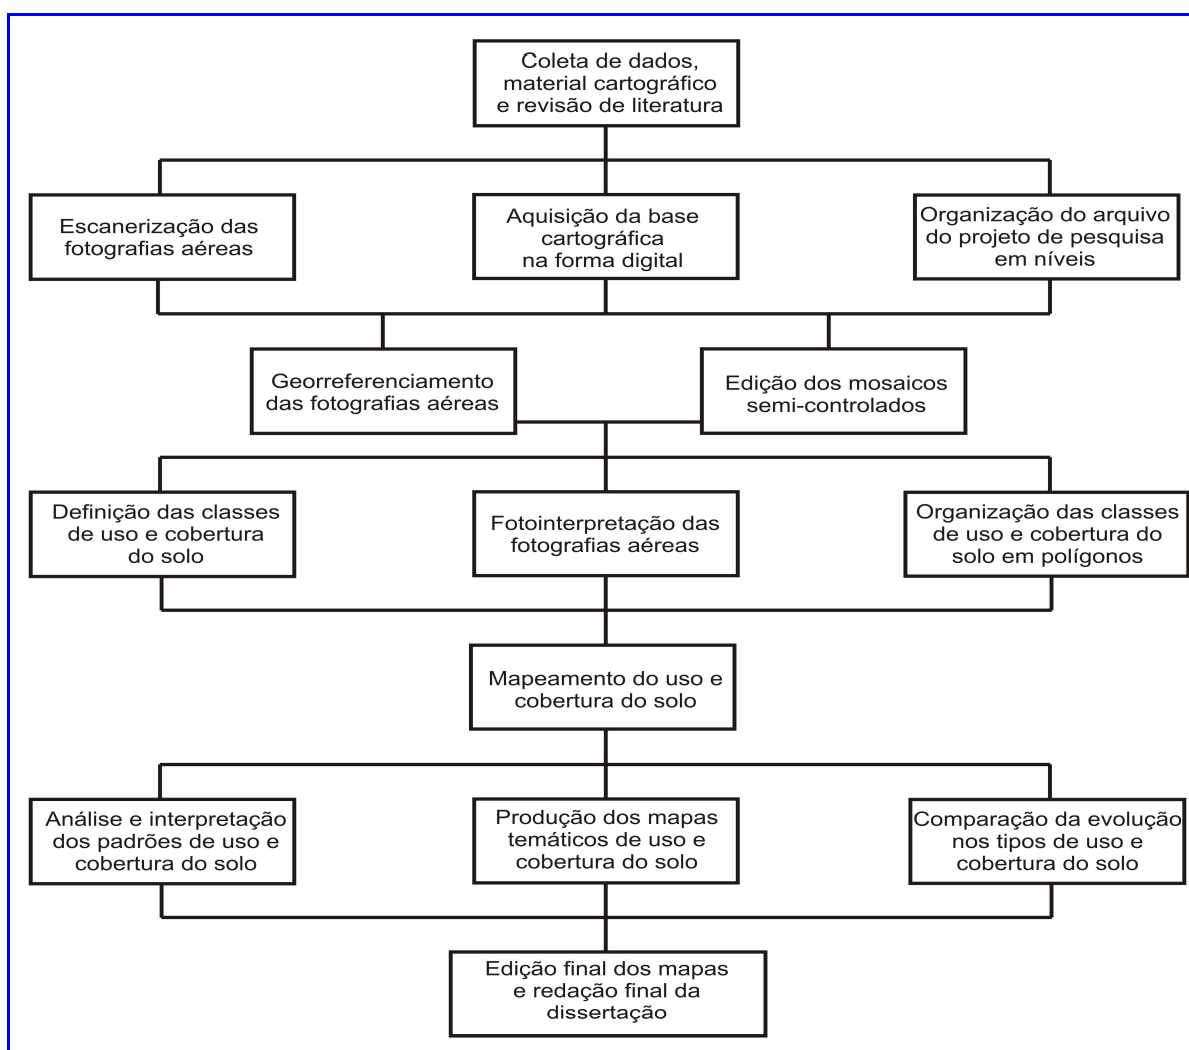 Coleta de dados,
material cartográfico
e revisão de literatura
Escanerização das
fotografias aéreas
Aquisição da base
cartográfica
na forma digital
Organização do arquivo
do projeto de pesquisa
em níveis
Georreferenciamento
das fotografias aéreas
Edição dos mosaicos
semi-controlados
Definição das classes
de uso e cobertura
do solo
Fotointerpretação das
fotografias aéreas
Organização das classes
de uso e cobertura do
solo em polígonos
Mapeamento do uso e
cobertura do solo
Análise e interpretação
dos padrões de uso e
cobertura do solo
Produção dos mapas
temáticos de uso e
cobertura do solo
Comparação da evolução
nos tipos de uso e
cobertura do solo
Edição final dos mapas
e redação final da
dissertação